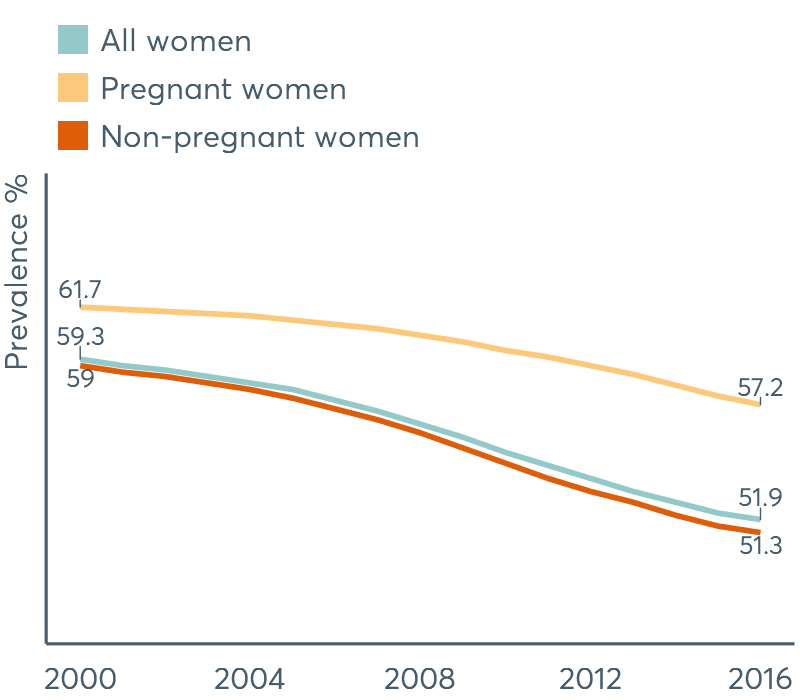 All women
Pregnant women
Non-pregnant women
Prevalence %
61.7
59.3
59
57.2
51.9
51.3
2000 2004 2008 2012 2016